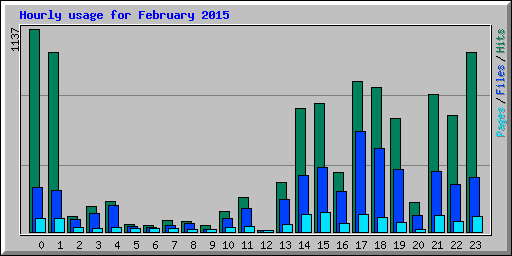 Hourly usage for February 2015
1137
Pages/Files/Hits
0 1 2 3 4 5 6 7 8 9 10 11 12 13 14 15 16 17 18 19 20 21 22 23